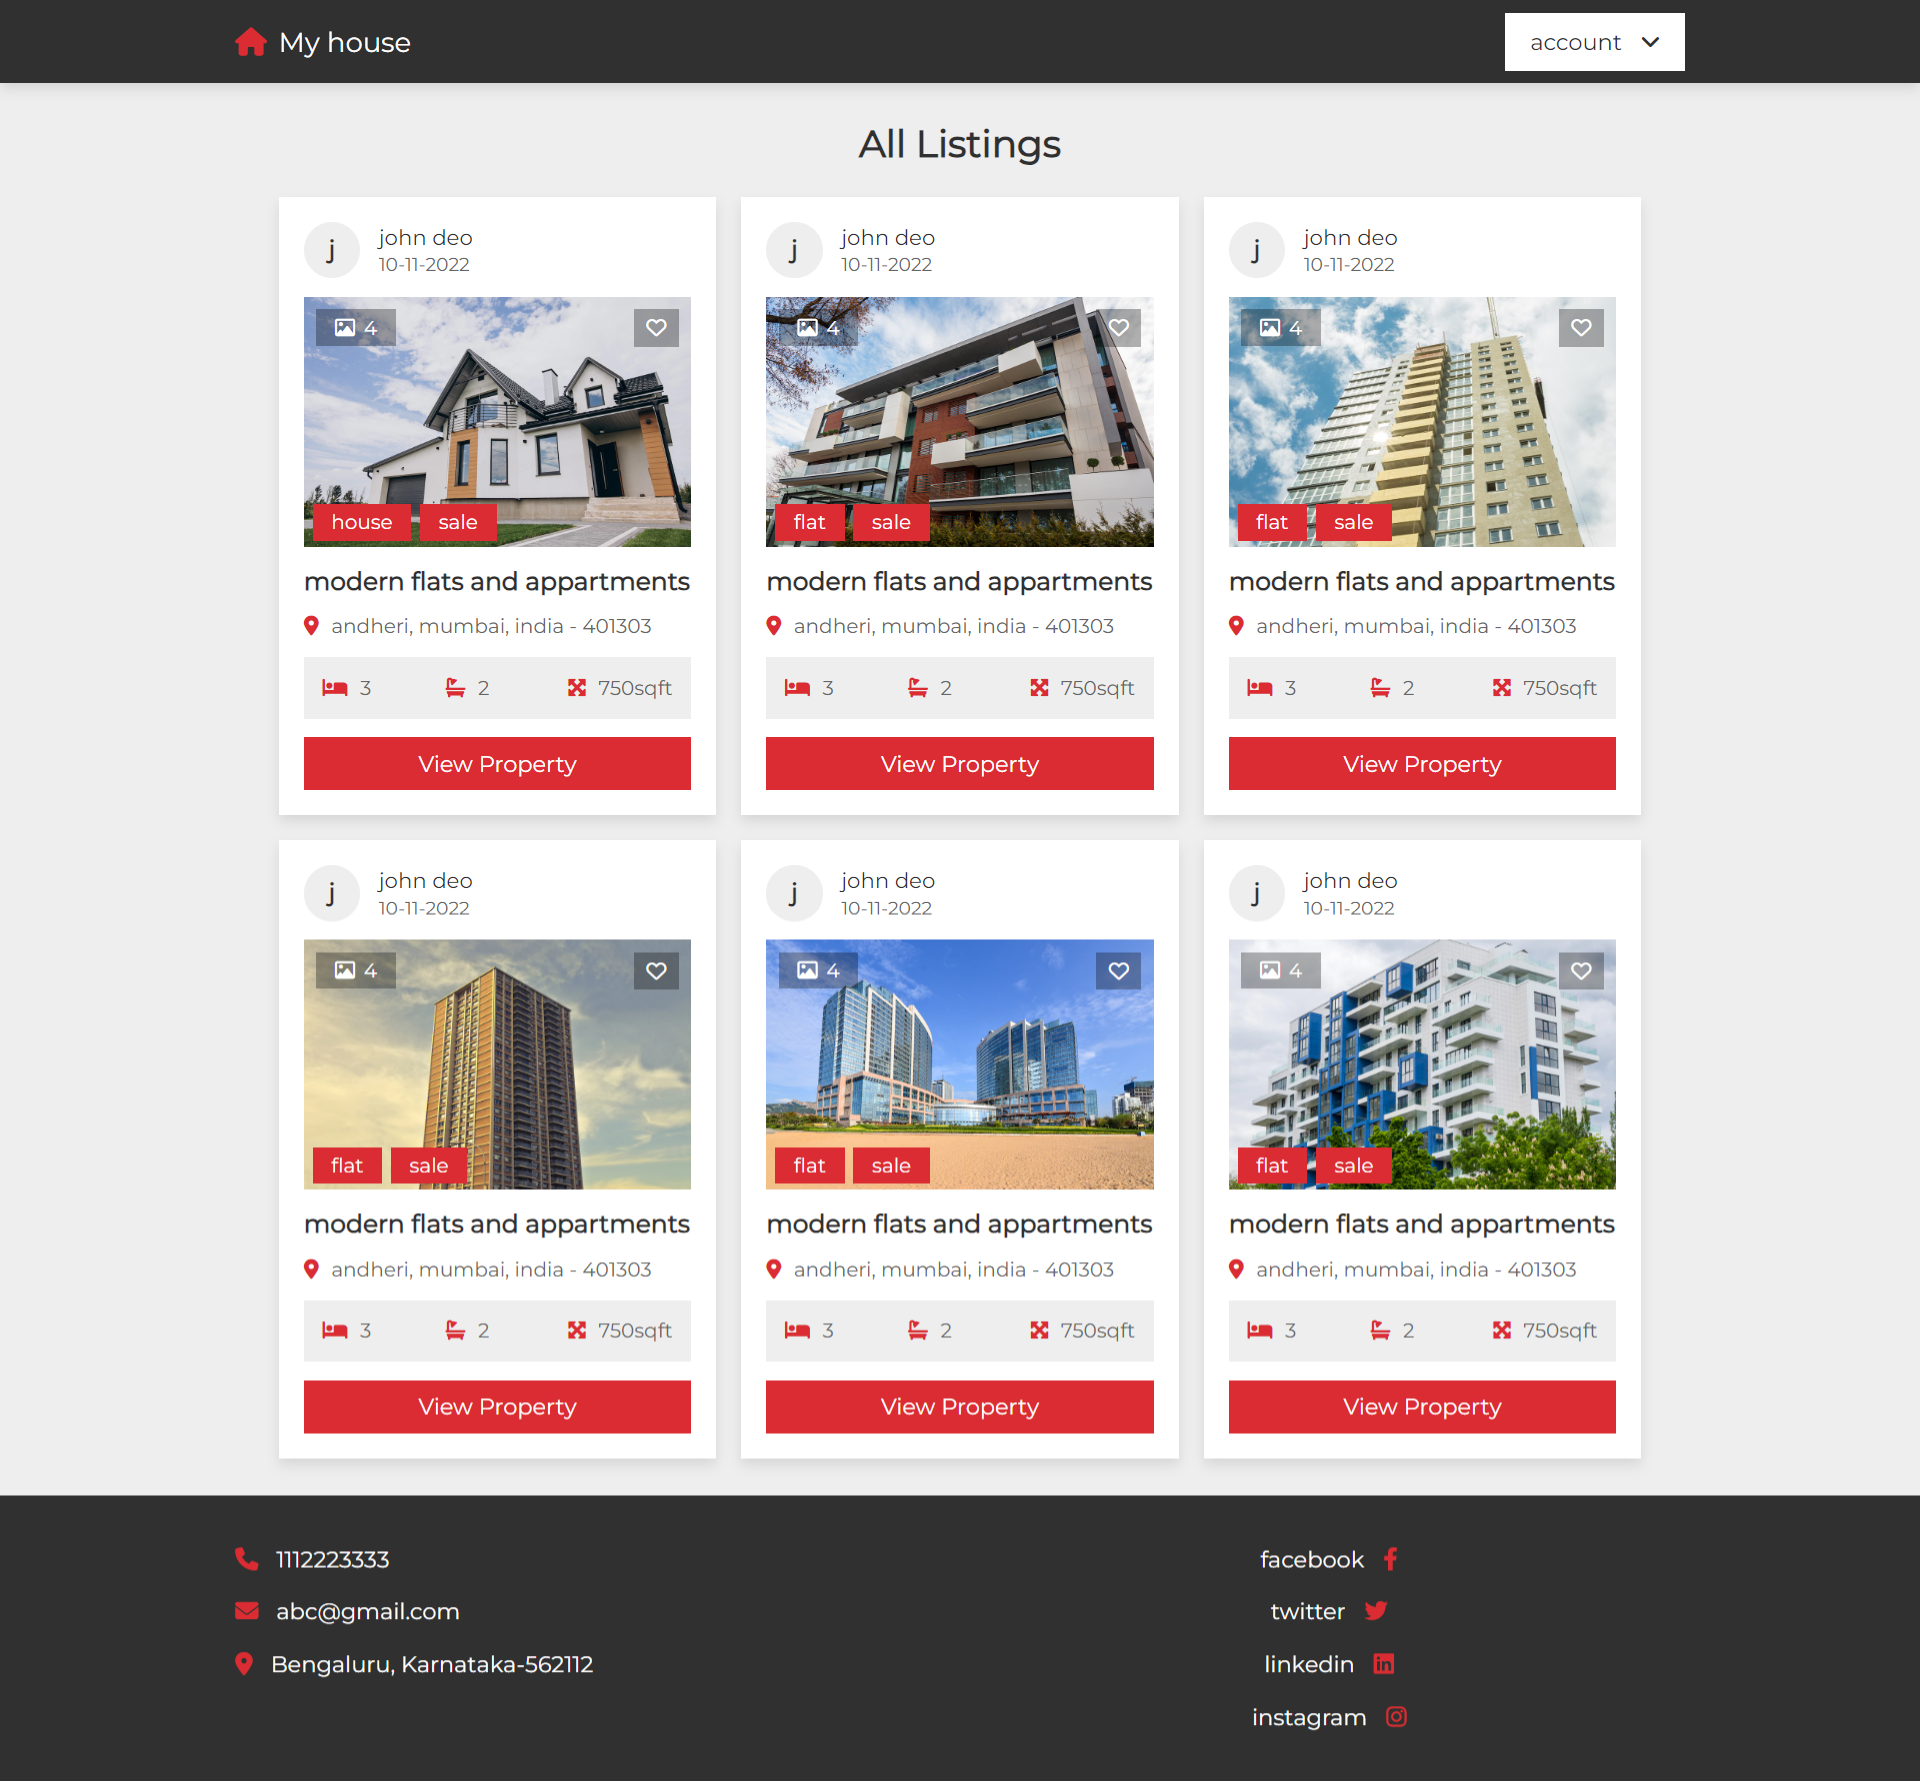 My house
account
All Listings
j
john deo
10-11-2022
4
house
sale
modern flats and appartments
andheri, mumbai, india - 401303
3
2
750sqft
View Property
j
john deo
10-11-2022
4
flat
sale
modern flats and appartments
andheri, mumbai, india - 401303
3
2
750sqft
View Property
j
john deo
10-11-2022
4
flat
sale
modern flats and appartments
andheri, mumbai, india - 401303
3
2
750sqft
View Property
j
john deo
10-11-2022
4
flat
sale
modern flats and appartments
andheri, mumbai, india - 401303
3
2
750sqft
View Property
j
john deo
10-11-2022
4
flat
sale
modern flats and appartments
andheri, mumbai, india - 401303
3
2
750sqft
View Property
j
john deo
10-11-2022
4
flat
sale
modern flats and appartments
andheri, mumbai, india - 401303
3
2
750sqft
View Property
1112223333
abc@gmail.com
Bengaluru, Karnataka-562112
facebook
twitter
linkedin
instagram